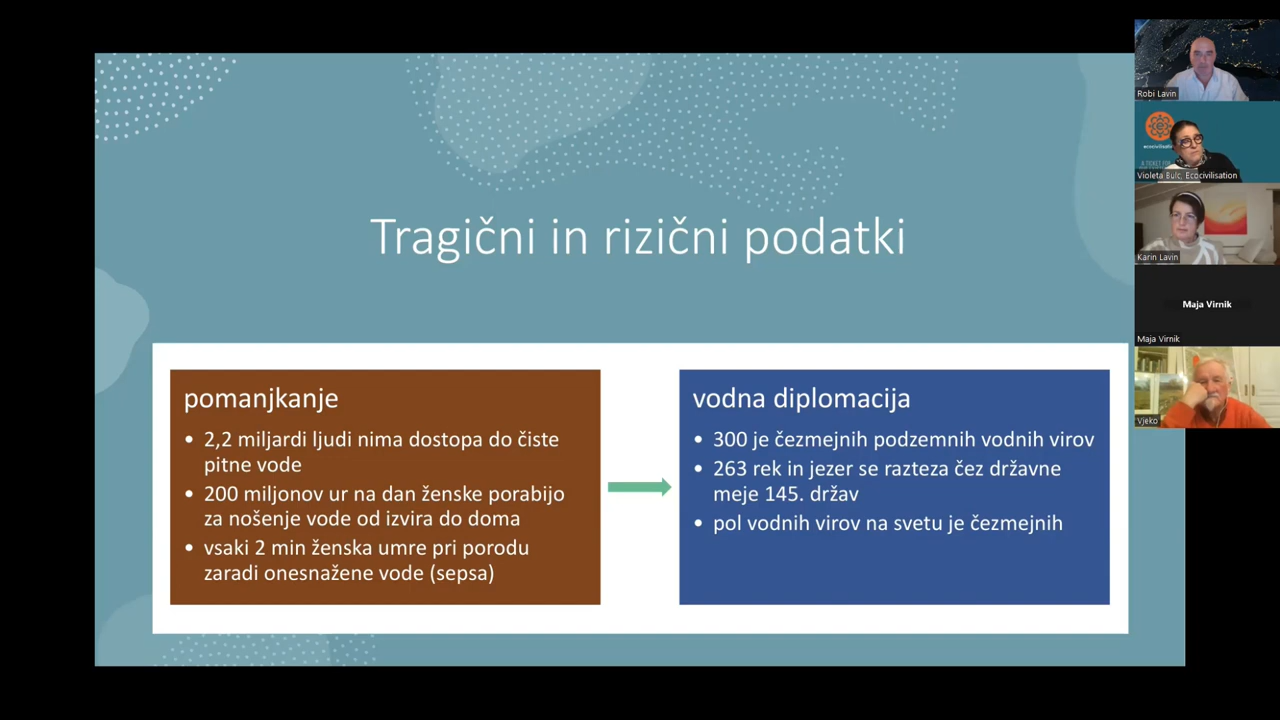 Tragični in rizični podatki
pomanjkanje
• 2,2 miljardi ljudi nima dostopa do čiste
pitne vode
• 200 miljonov ur na dan ženske porabijo
za nošenje vode od izvira do doma
• vsaki 2 min ženska umre pri porodu
zaradi onesnažene vode (sepsa)
vodna diplomacija
• 300 je čezmejnih podzemnih vodnih virov
• 263 rek in jezer se razteza čez državne
meje 145. držav
• pol vodnih virov na svetu je čezmejnih
Robi Lavin
A TICKET FOR
Violeta Bulc, Ecocivilisation
Karin Lavin
Maja Virnik
Maja Virnik
Vjeko